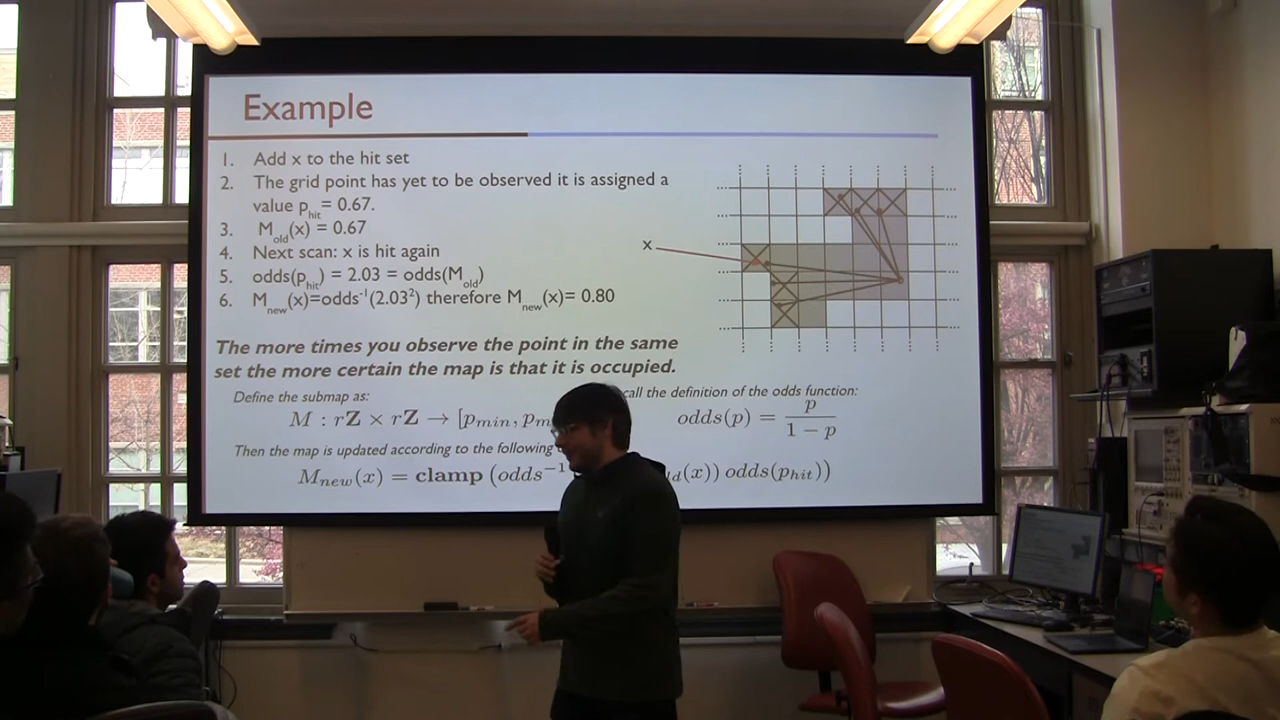 Example
1. Add x to the hit set
2. The grid point has yet to be observed it is assigned a
value p_hit = 0.67.
3. M_old(x) = 0.67
4. Next scan: x is hit again
5. odds(p_hit) = 2.03 = odds(M_old)
6. M_new(x)=odds⁻¹(2.03²) therefore M_new(x)= 0.80
x
The more times you observe the point in the same
set the more certain the map is that it is occupied.
Define the submap as:
M : rZ × rZ → [p_min, p_m
call the definition of the odds function:
odds(p) = p / (1 − p)
Then the map is updated according to the following
M_new(x) = clamp (odds⁻¹ ld(x)) odds(p_hit))